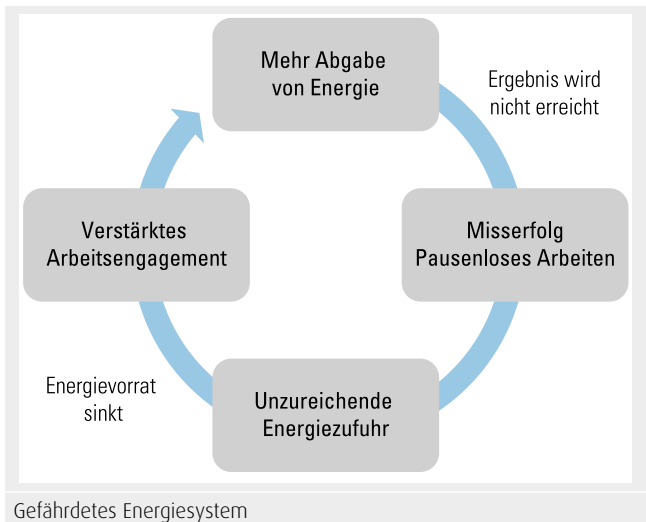 Mehr Abgabe
von Energie
Ergebnis wird
nicht erreicht
Misserfolg
Pausenloses Arbeiten
Unzureichende
Energiezufuhr
Energievorrat
sinkt
Verstärktes
Arbeitsengagement
Gefährdetes Energiesystem